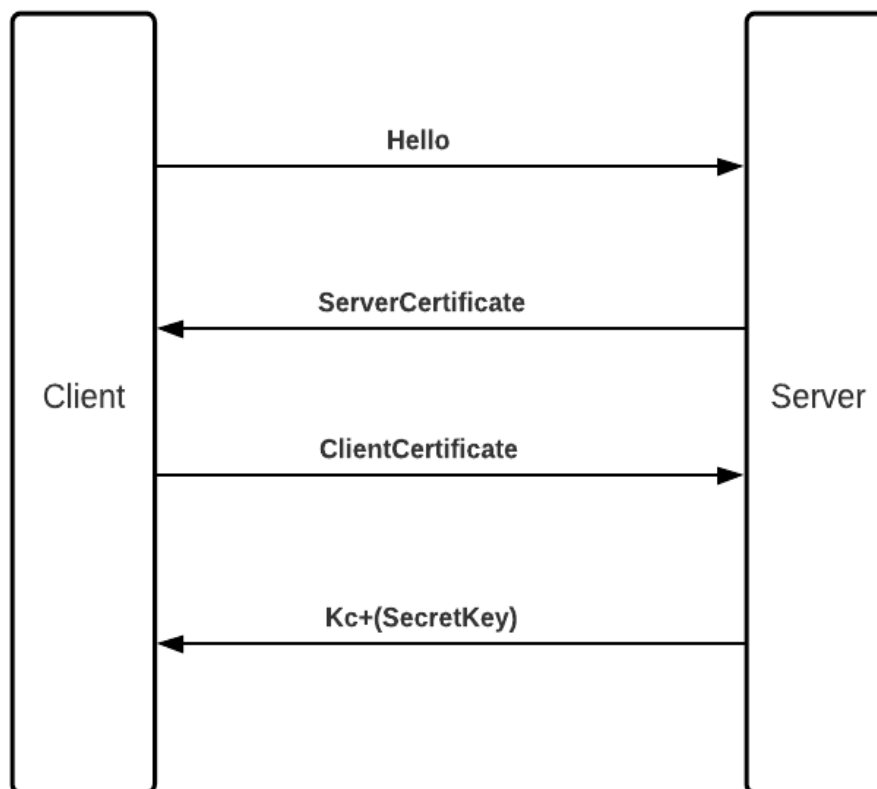 Hello
ServerCertificate
Client
Server
ClientCertificate
Kc+(SecretKey)